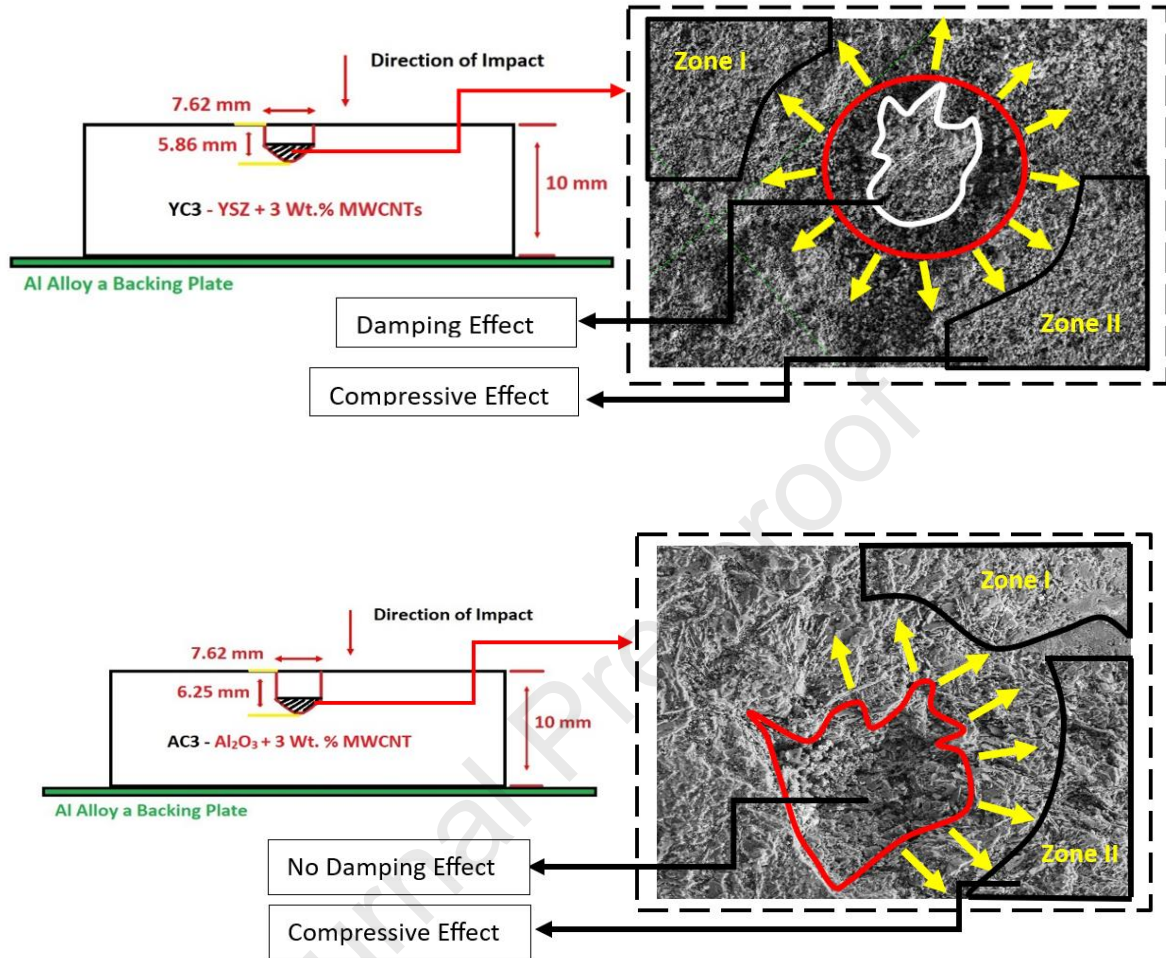 Direction of Impact
7.62 mm
5.86 mm
10 mm
YC3 - YSZ + 3 Wt.% MWCNTs
Al Alloy a Backing Plate
Zone I
Zone II
Damping Effect
Compressive Effect
Direction of Impact
7.62 mm
6.25 mm
10 mm
AC3 - Al₂O₃ + 3 Wt. % MWCNT
Al Alloy a Backing Plate
Zone I
Zone II
No Damping Effect
Compressive Effect
Journal Pre-proof